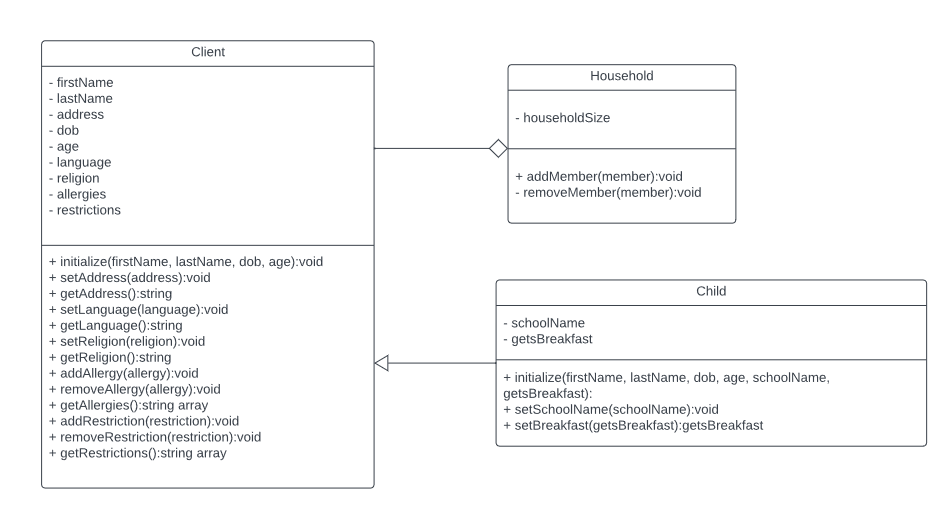 Client
- firstName
- lastName
- address
- dob
- age
- language
- religion
- allergies
- restrictions
+ initialize(firstName, lastName, dob, age):void
+ setAddress(address):void
+ getAddress():string
+ setLanguage(language):void
+ getLanguage():string
+ setReligion(religion):void
+ getReligion():string
+ addAllergy(allergy):void
+ removeAllergy(allergy):void
+ getAllergies():string array
+ addRestriction(restriction):void
+ removeRestriction(restriction):void
+ getRestrictions():string array
Household
- householdSize
+ addMember(member):void
- removeMember(member):void
Child
- schoolName
- getsBreakfast
+ initialize(firstName, lastName, dob, age, schoolName,
getsBreakfast):
+ setSchoolName(schoolName):void
+ setBreakfast(getsBreakfast):getsBreakfast